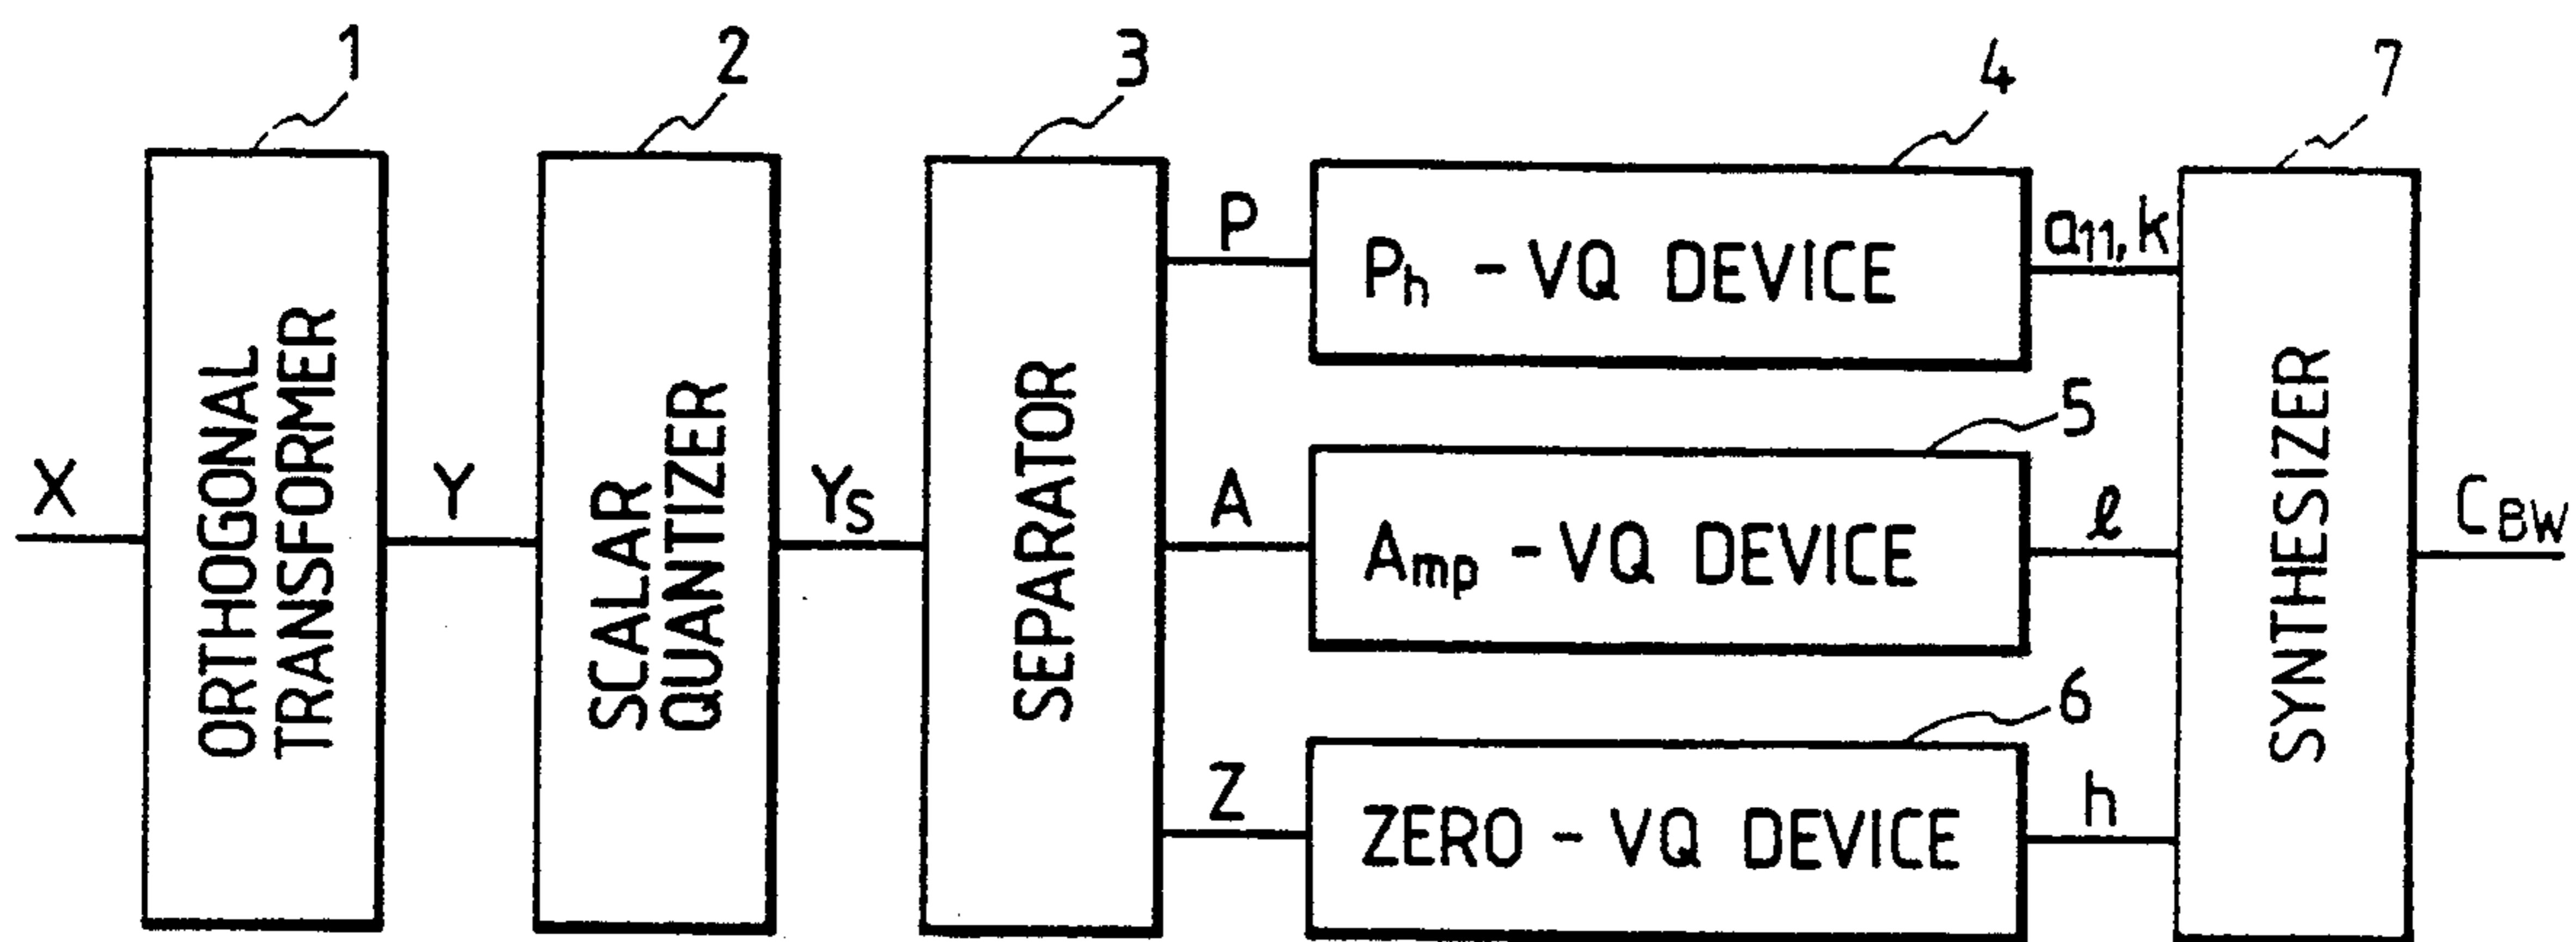 1
2
3
4
7
X
ORTHOGONAL
TRANSFORMER
Y
SCALAR
QUANTIZER
Ys
SEPARATOR
P
Ph - VQ DEVICE
a11, k
5
A
Amp - VQ DEVICE
ℓ
6
Z
ZERO - VQ DEVICE
h
SYNTHESIZER
CBW